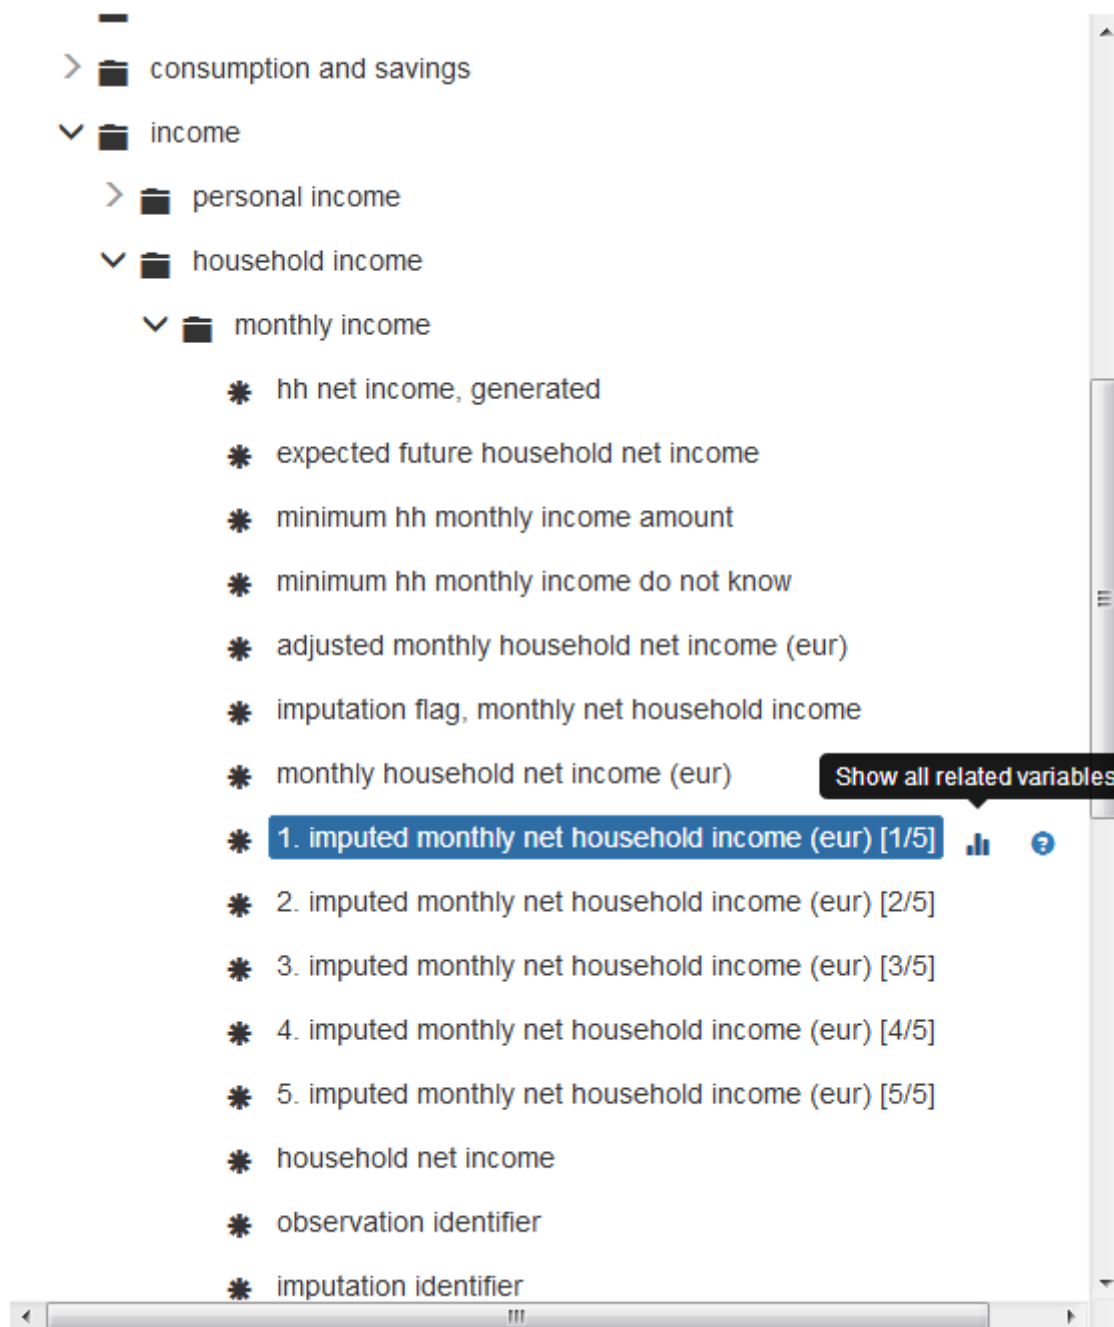 consumption and savings
income
personal income
household income
monthly income
hh net income, generated
expected future household net income
minimum hh monthly income amount
minimum hh monthly income do not know
adjusted monthly household net income (eur)
imputation flag, monthly net household income
monthly household net income (eur)
Show all related variables
1. imputed monthly net household income (eur) [1/5]
2. imputed monthly net household income (eur) [2/5]
3. imputed monthly net household income (eur) [3/5]
4. imputed monthly net household income (eur) [4/5]
5. imputed monthly net household income (eur) [5/5]
household net income
observation identifier
imputation identifier